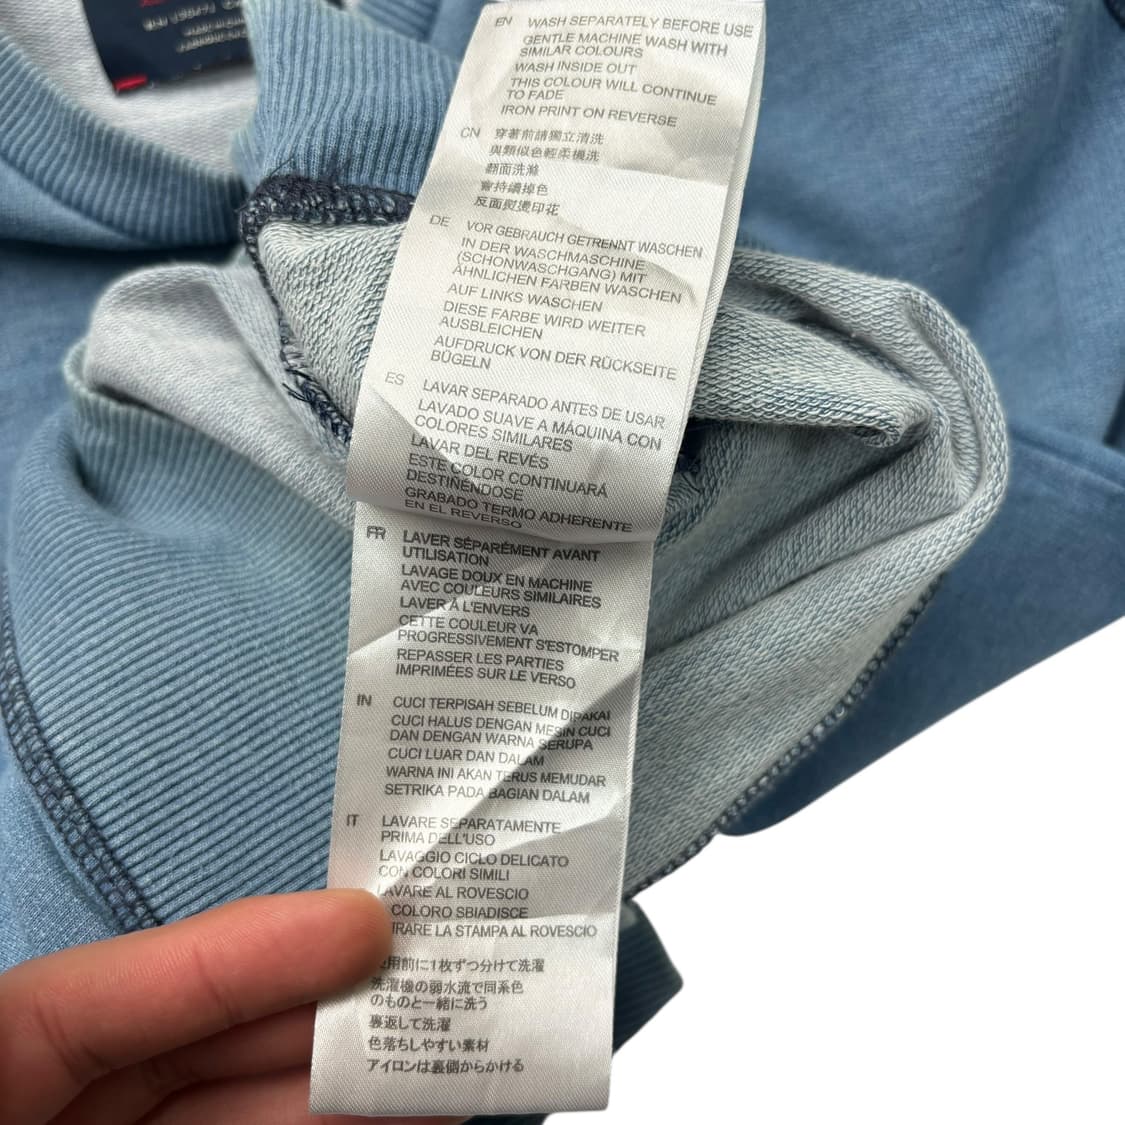 EN WASH SEPARATELY BEFORE USE
GENTLE MACHINE WASH WITH
SIMILAR COLOURS
WASH INSIDE OUT
THIS COLOUR WILL CONTINUE
TO FADE
IRON PRINT ON REVERSE
CN 穿著前請獨立清洗
與類似色輕柔機洗
翻面洗滌
會持續掉色
反面熨燙印花
DE VOR GEBRAUCH GETRENNT WASCHEN
IN DER WASCHMASCHINE
(SCHONWASCHGANG) MIT
ÄHNLICHEN FARBEN WASCHEN
AUF LINKS WASCHEN
DIESE FARBE WIRD WEITER
AUSBLEICHEN
AUFDRUCK VON DER RÜCKSEITE
BÜGELN
ES LAVAR SEPARADO ANTES DE USAR
LAVADO SUAVE A MÁQUINA CON
COLORES SIMILARES
LAVAR DEL REVÉS
ESTE COLOR CONTINUARÁ
DESTIÑÉNDOSE
GRABADO TERMO ADHERENTE
EN EL REVERSO
FR LAVER SÉPARÉMENT AVANT
UTILISATION
LAVAGE DOUX EN MACHINE
AVEC COULEURS SIMILAIRES
LAVER À L'ENVERS
CETTE COULEUR VA
PROGRESSIVEMENT S'ESTOMPER
REPASSER LES PARTIES
IMPRIMÉES SUR LE VERSO
IN CUCI TERPISAH SEBELUM DIPAKAI
CUCI HALUS DENGAN MESIN CUCI
DAN DENGAN WARNA SERUPA
CUCI LUAR DAN DALAM
WARNA INI AKAN TERUS MEMUDAR
SETRIKA PADA BAGIAN DALAM
IT LAVARE SEPARATAMENTE
PRIMA DELL'USO
LAVAGGIO CICLO DELICATO
CON COLORI SIMILI
LAVARE AL ROVESCIO
COLORO SBIADISCE
LA STAMPA AL ROVESCIO
用前に1枚ずつ分けて洗濯
洗濯機の弱水流で同系色
のものと一緒に洗う
裏返して洗濯
色落ちしやすい素材
アイロンは裏側からかける